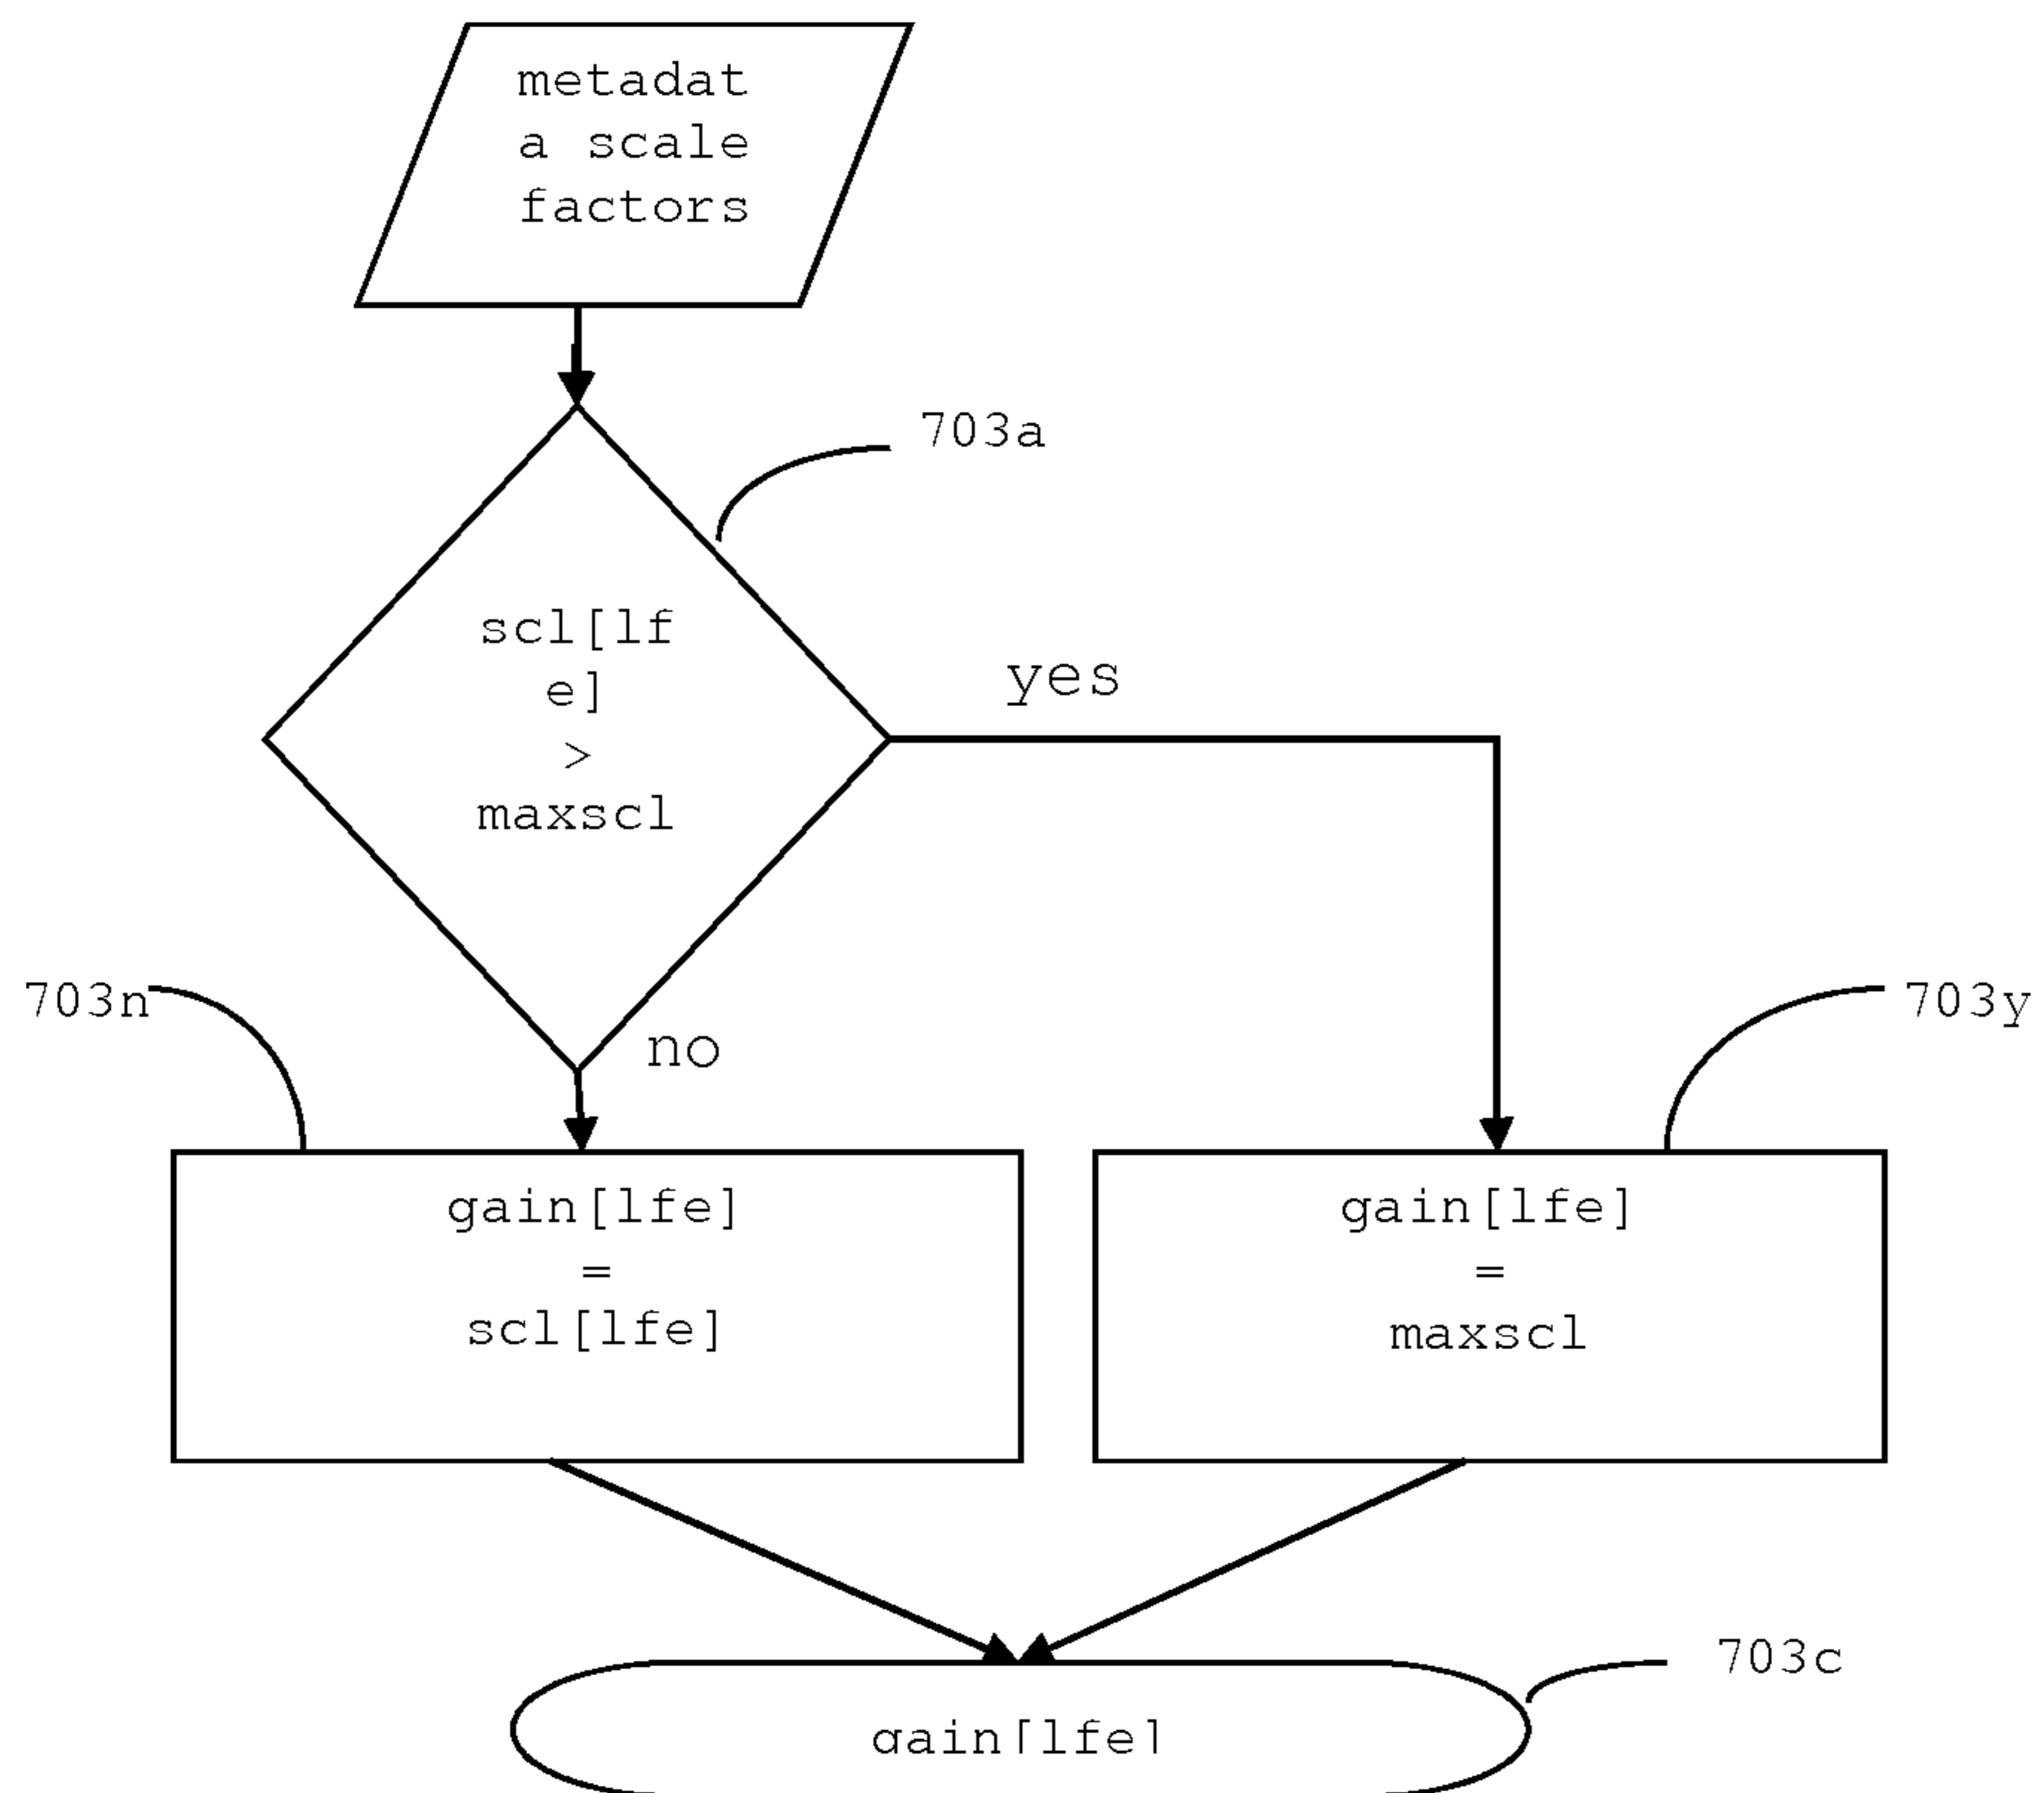 metadat
a scale
factors
703a
scl[lf
e]
>
maxscl
yes
703n
no
703y
gain[lfe]
=
scl[lfe]
gain[lfe]
=
maxscl
703c
gain[lfe]